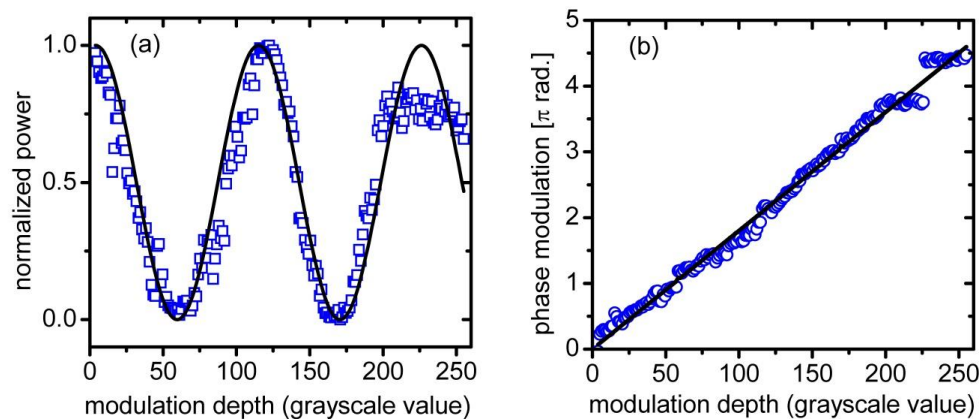 (a)
normalized power
1.0
0.5
0.0
0 50 100 150 200 250
modulation depth (grayscale value)
(b)
phase modulation [π rad.]
5
4
3
2
1
0
0 50 100 150 200 250
modulation depth (grayscale value)